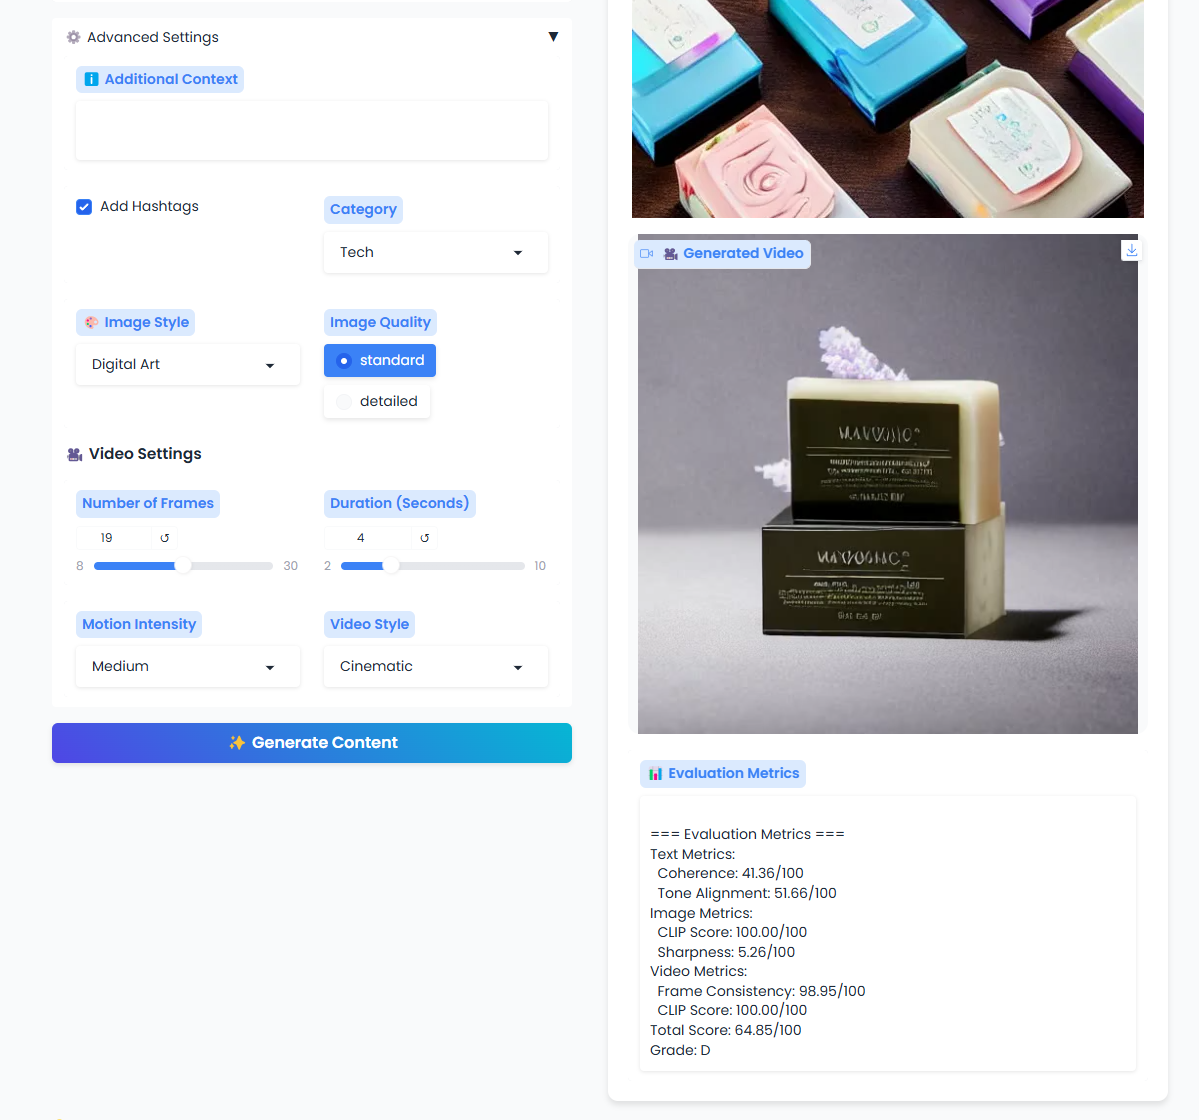 Advanced Settings
Additional Context
Add Hashtags
Category
Tech
Image Style
Image Quality
Digital Art
standard
detailed
Video Settings
Number of Frames
Duration (Seconds)
19
4
8
30
2
10
Motion Intensity
Video Style
Medium
Cinematic
Generate Content
Generated Video
Evaluation Metrics
=== Evaluation Metrics ===
Text Metrics:
Coherence: 41.36/100
Tone Alignment: 51.66/100
Image Metrics:
CLIP Score: 100.00/100
Sharpness: 5.26/100
Video Metrics:
Frame Consistency: 98.95/100
CLIP Score: 100.00/100
Total Score: 64.85/100
Grade: D